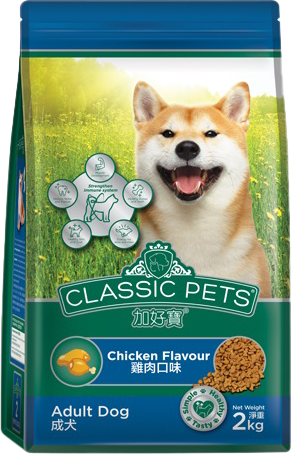 Strengthen
immune system
CLASSIC PETS
加好寶
®
Chicken Flavour
雞肉口味
Adult Dog
成犬
Simple
Healthy
Tasty
Net Weight
淨重
2kg